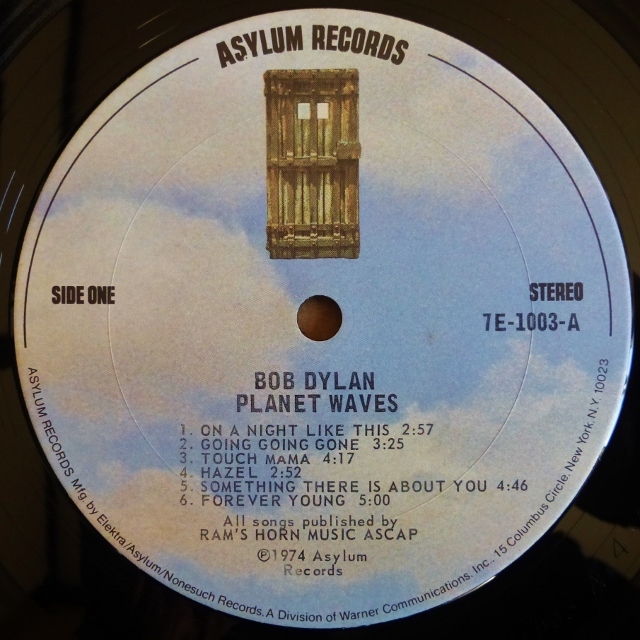 ASYLUM RECORDS
SIDE ONE
STEREO
7E-1003-A
BOB DYLAN
PLANET WAVES
1. ON A NIGHT LIKE THIS 2:57
2. GOING GOING GONE 3:25
3. TOUCH MAMA 4:17
4. HAZEL 2:52
5. SOMETHING THERE IS ABOUT YOU 4:46
6. FOREVER YOUNG 5:00
All songs published by
RAM'S HORN MUSIC ASCAP
℗1974 Asylum
Records
ASYLUM RECORDS Mfg. by Elektra/Asylum/Nonesuch Records. A Division of Warner Communications, Inc.. 15 Columbus Circle, New York. N.Y. 10023